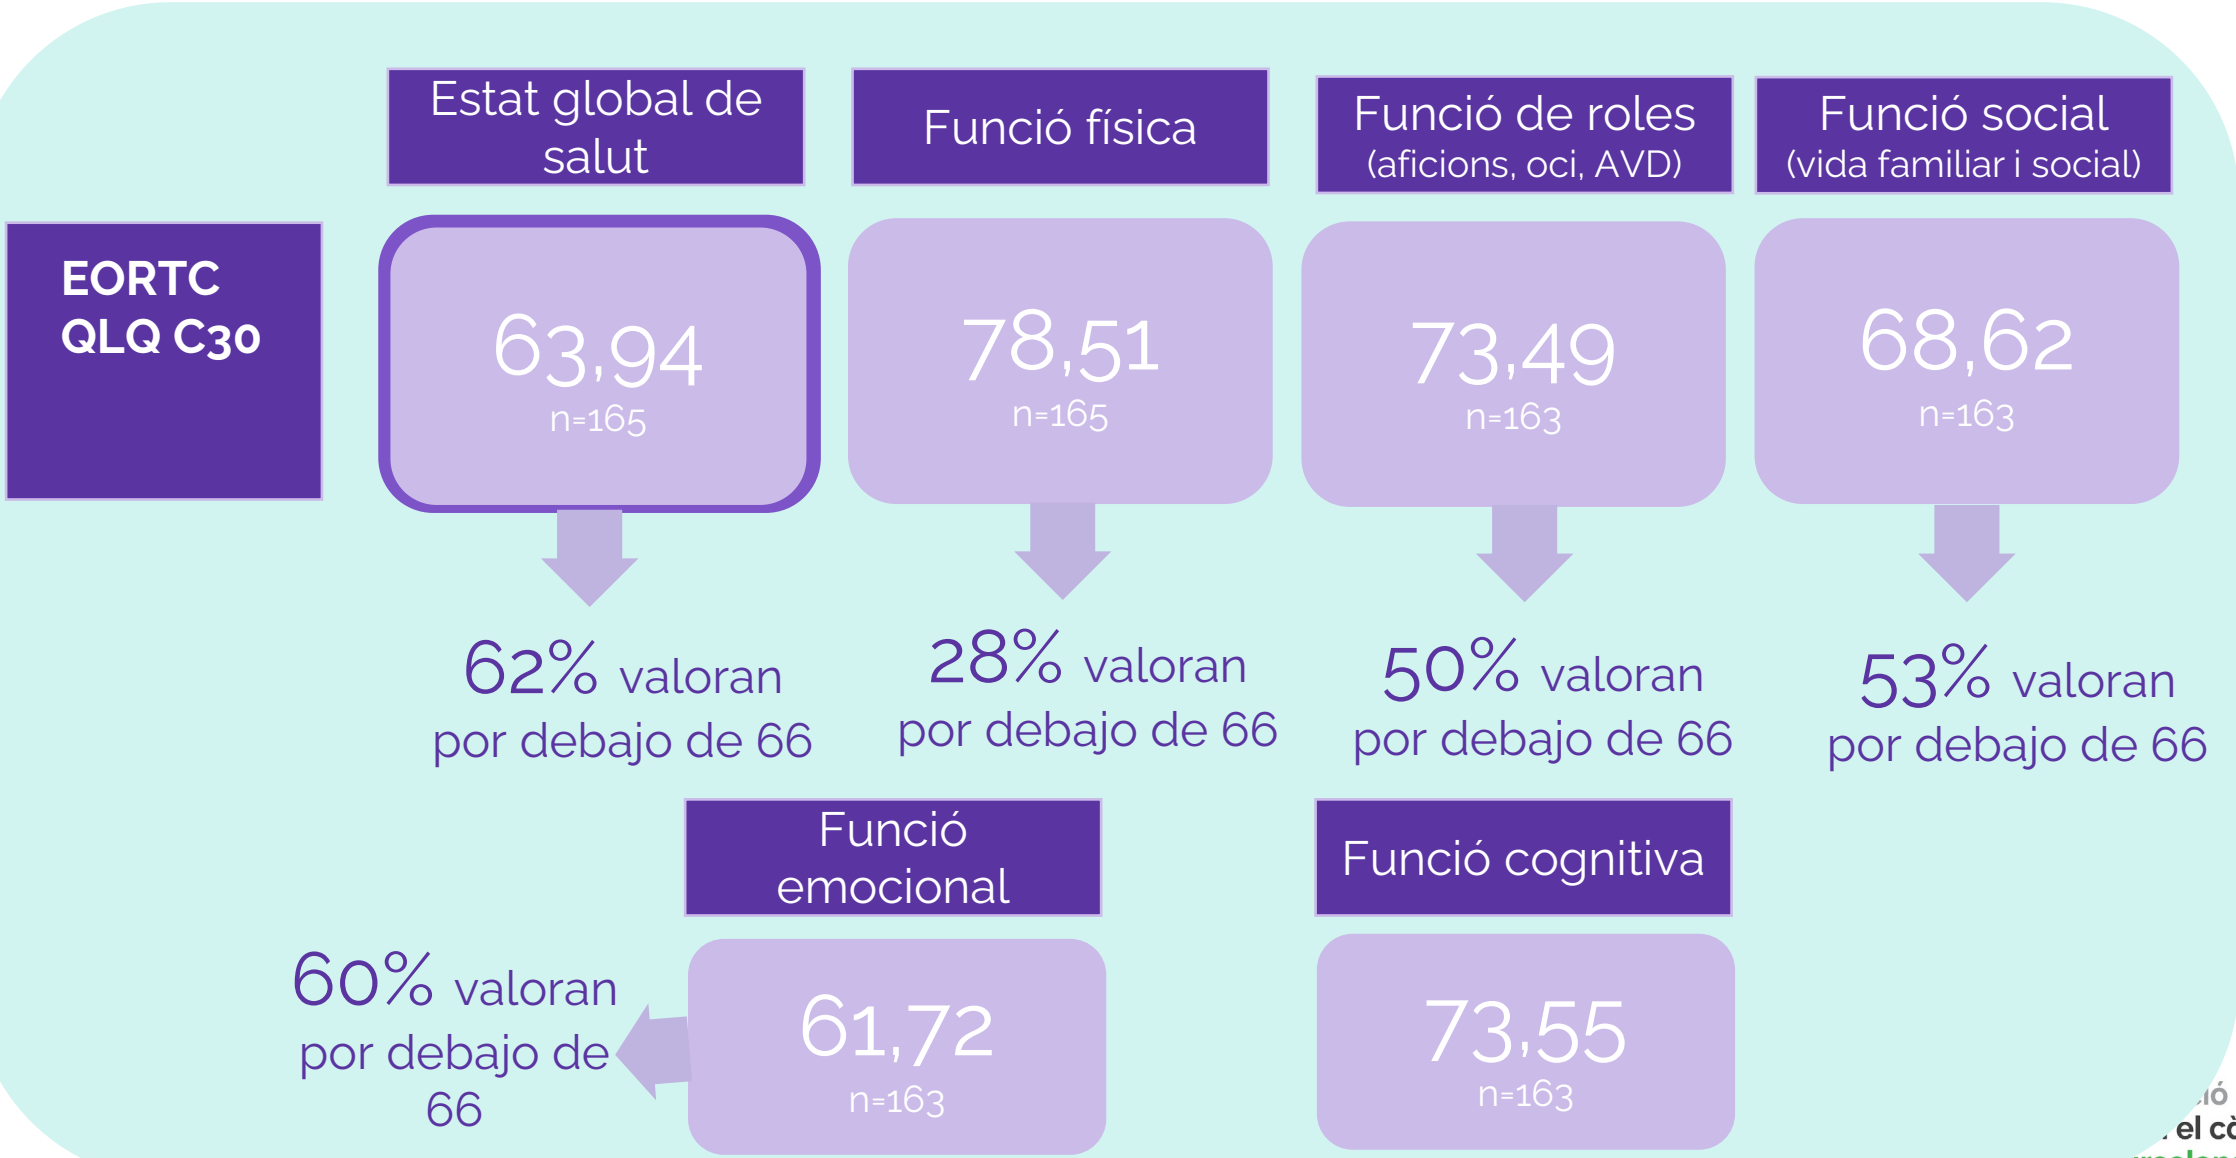 Estat global de
salut
Funció física
Funció de roles
(aficions, oci, AVD)
Funció social
(vida familiar i social)
EORTC
QLQ C30
63,94
n=165
78,51
n=165
73,49
n=163
68,62
n=163
62% valoran
por debajo de 66
28% valoran
por debajo de 66
50% valoran
por debajo de 66
53% valoran
por debajo de 66
Funció
emocional
Funció cognitiva
60% valoran
por debajo de
66
61,72
n=163
73,55
n=163
el